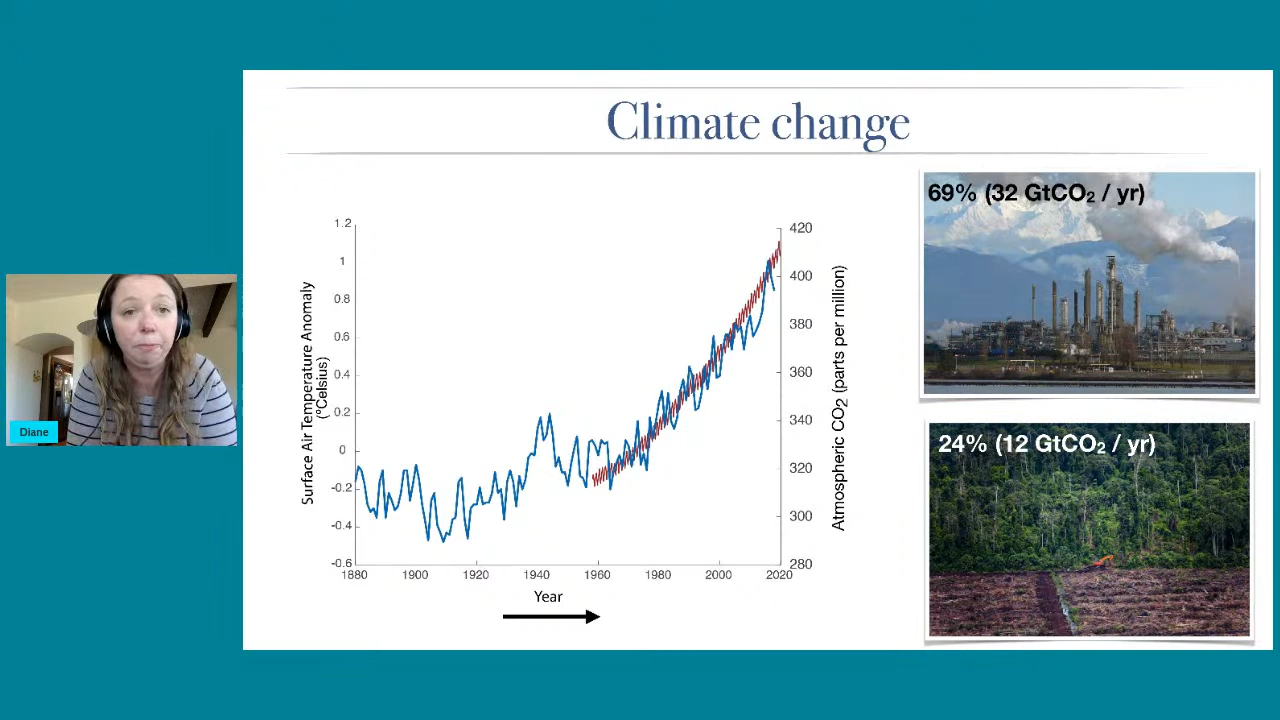 Climate change
69% (32 GtCO₂ / yr)
24% (12 GtCO₂ / yr)
Surface Air Temperature Anomaly
(°Celsius)
1.2
1
0.8
0.6
0.4
0.2
0
-0.2
-0.4
-0.6
420
400
380
360
340
320
300
280
Atmospheric CO2 (parts per million)
1880 1900 1920 1940 1960 1980 2000 2020
Year
Diane